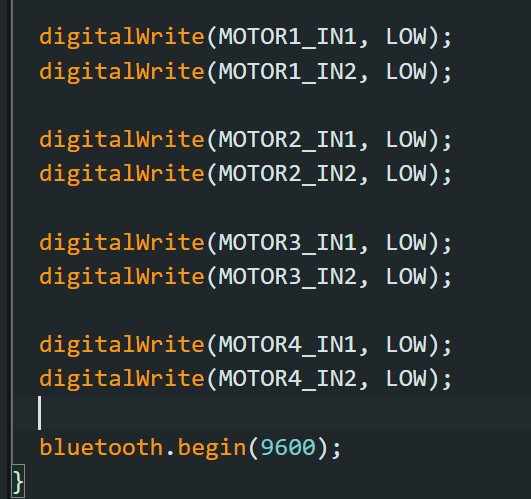 digitalWrite(MOTOR1_IN1, LOW);
digitalWrite(MOTOR1_IN2, LOW);
digitalWrite(MOTOR2_IN1, LOW);
digitalWrite(MOTOR2_IN2, LOW);
digitalWrite(MOTOR3_IN1, LOW);
digitalWrite(MOTOR3_IN2, LOW);
digitalWrite(MOTOR4_IN1, LOW);
digitalWrite(MOTOR4_IN2, LOW);
bluetooth.begin(9600);
}